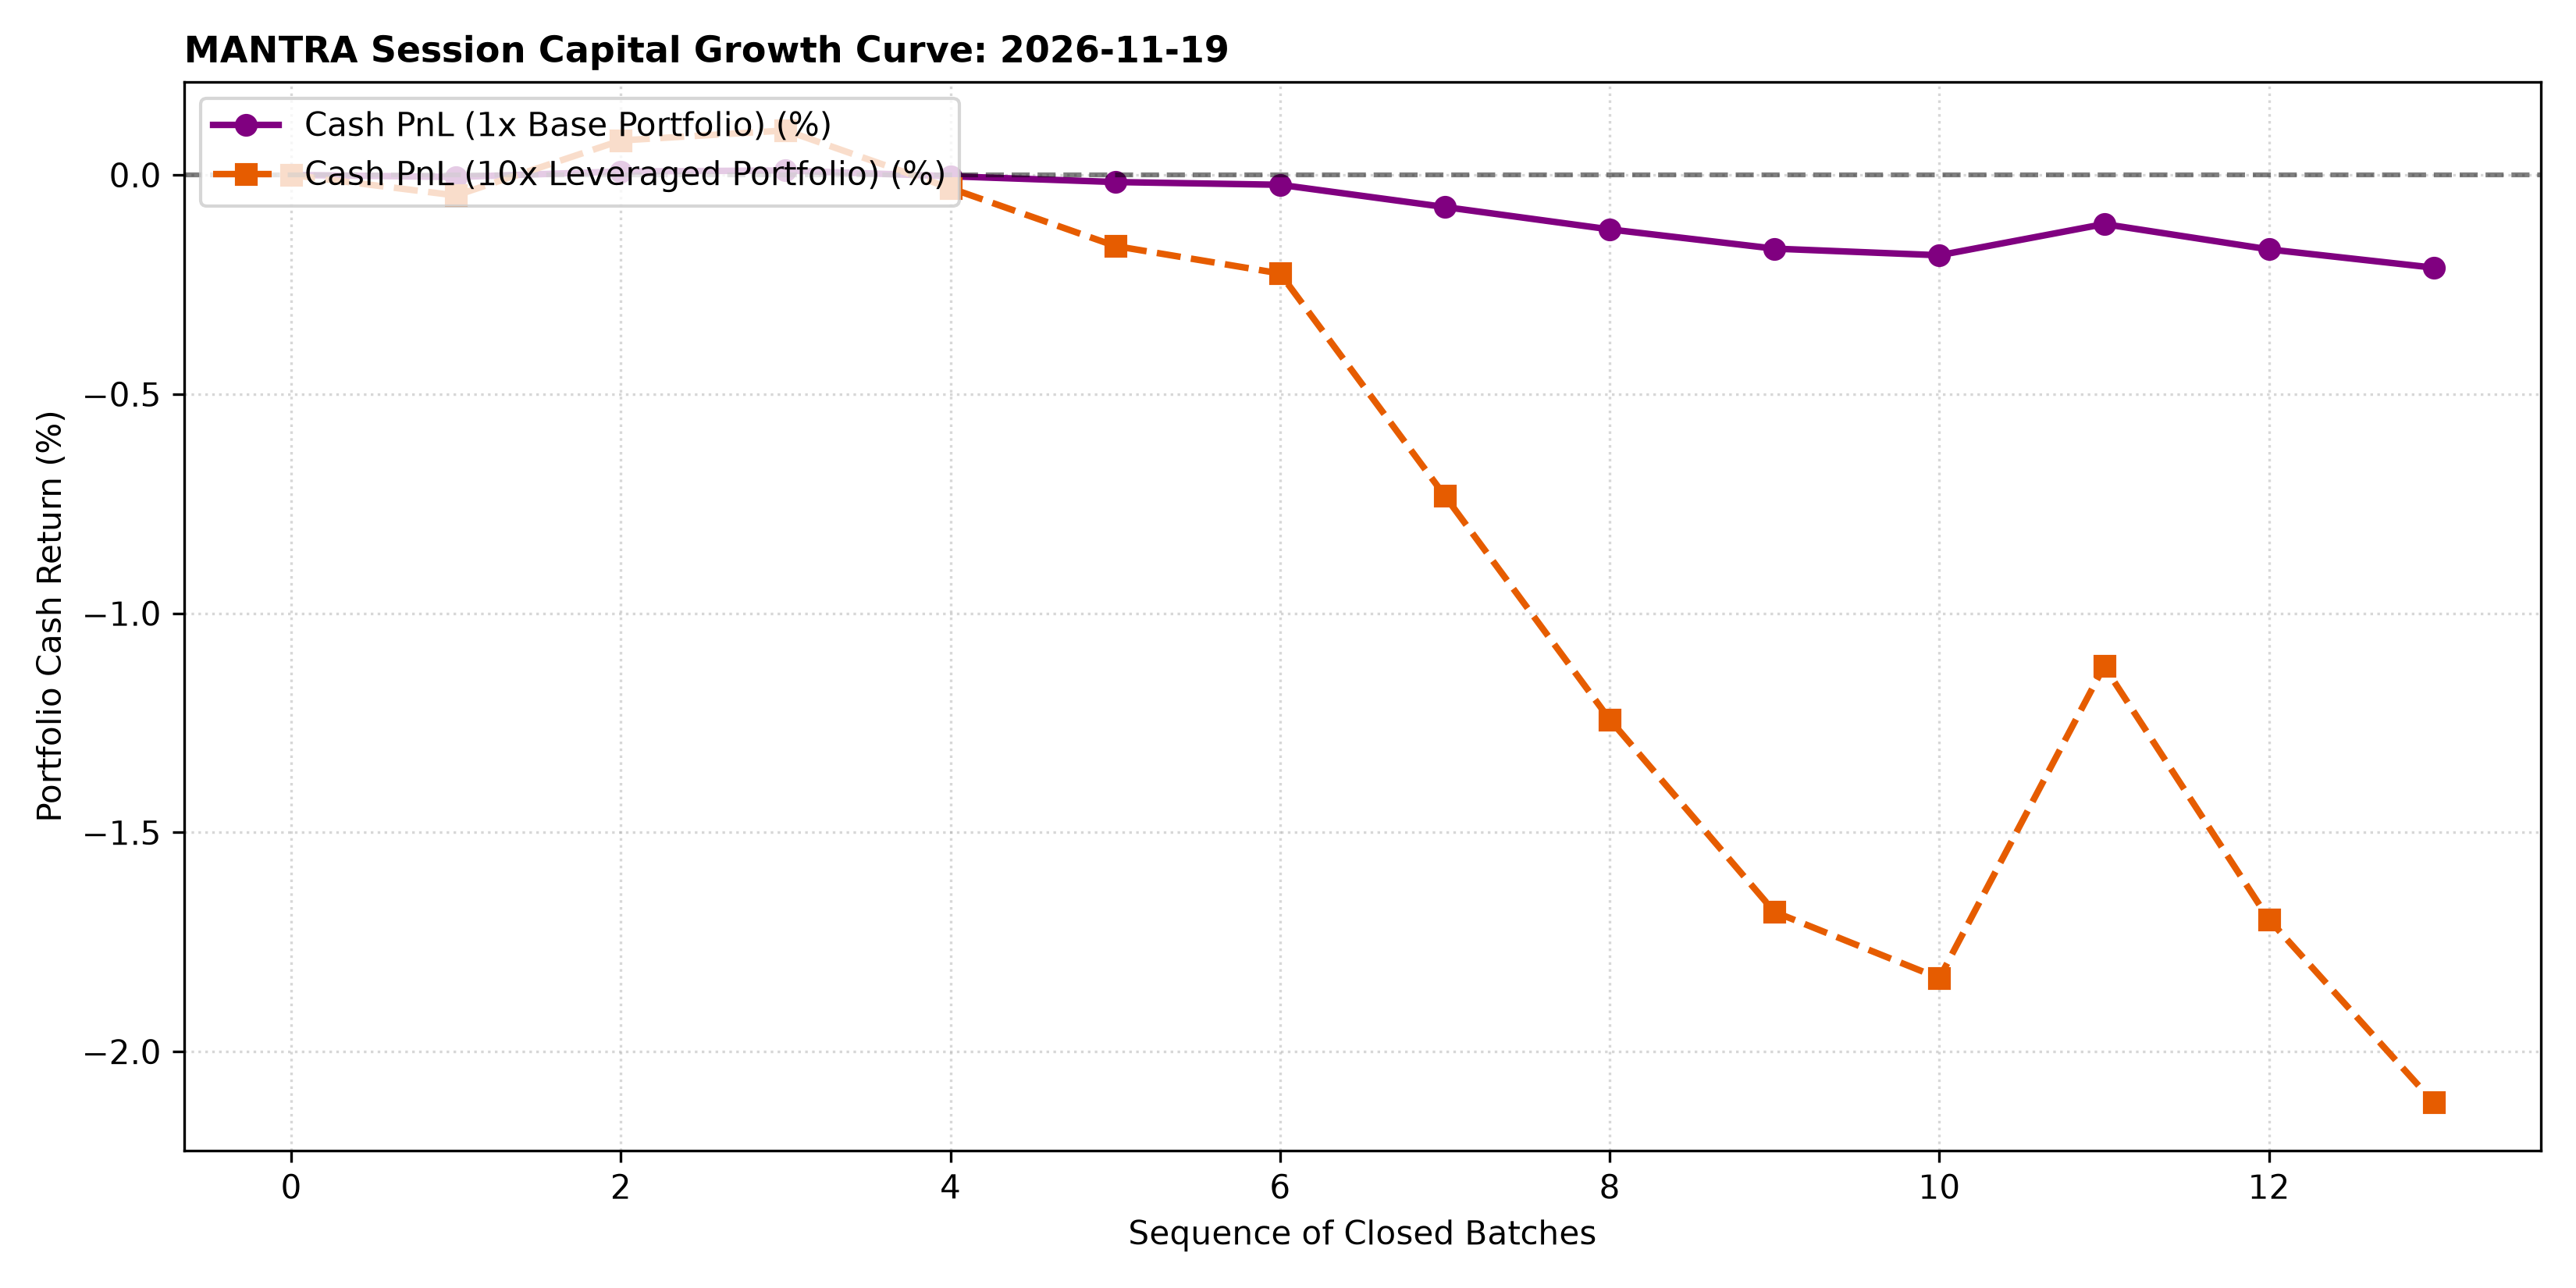 MANTRA Session Capital Growth Curve: 2026-11-19
Cash PnL (1x Base Portfolio) (%)
Cash PnL (10x Leveraged Portfolio) (%)
Portfolio Cash Return (%)
0.0
−0.5
−1.0
−1.5
−2.0
0 2 4 6 8 10 12
Sequence of Closed Batches